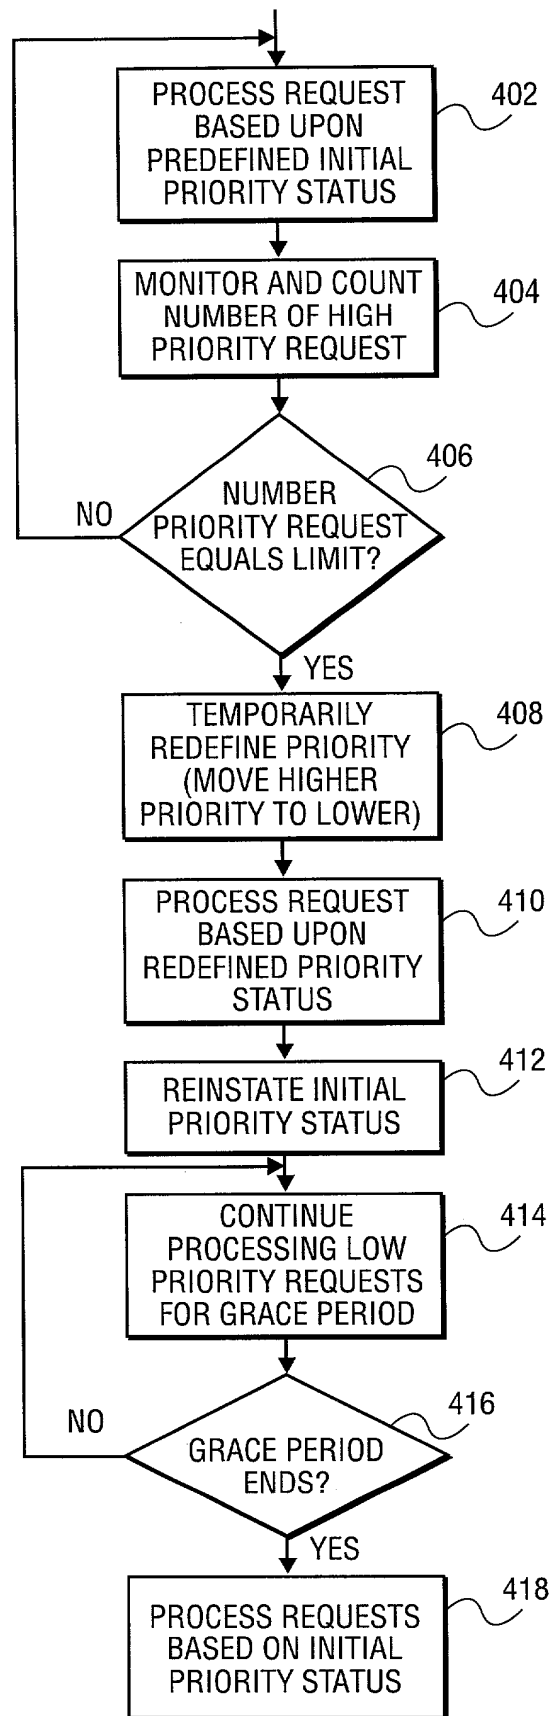 PROCESS REQUEST
BASED UPON
PREDEFINED INITIAL
PRIORITY STATUS
402
MONITOR AND COUNT
NUMBER OF HIGH
PRIORITY REQUEST
404
406
NUMBER
PRIORITY REQUEST
EQUALS LIMIT?
NO
YES
TEMPORARILY
REDEFINE PRIORITY
(MOVE HIGHER
PRIORITY TO LOWER)
408
PROCESS REQUEST
BASED UPON
REDEFINED PRIORITY
STATUS
410
REINSTATE INITIAL
PRIORITY STATUS
412
CONTINUE
PROCESSING LOW
PRIORITY REQUESTS
FOR GRACE PERIOD
414
416
GRACE PERIOD
ENDS?
NO
YES
PROCESS REQUESTS
BASED ON INITIAL
PRIORITY STATUS
418